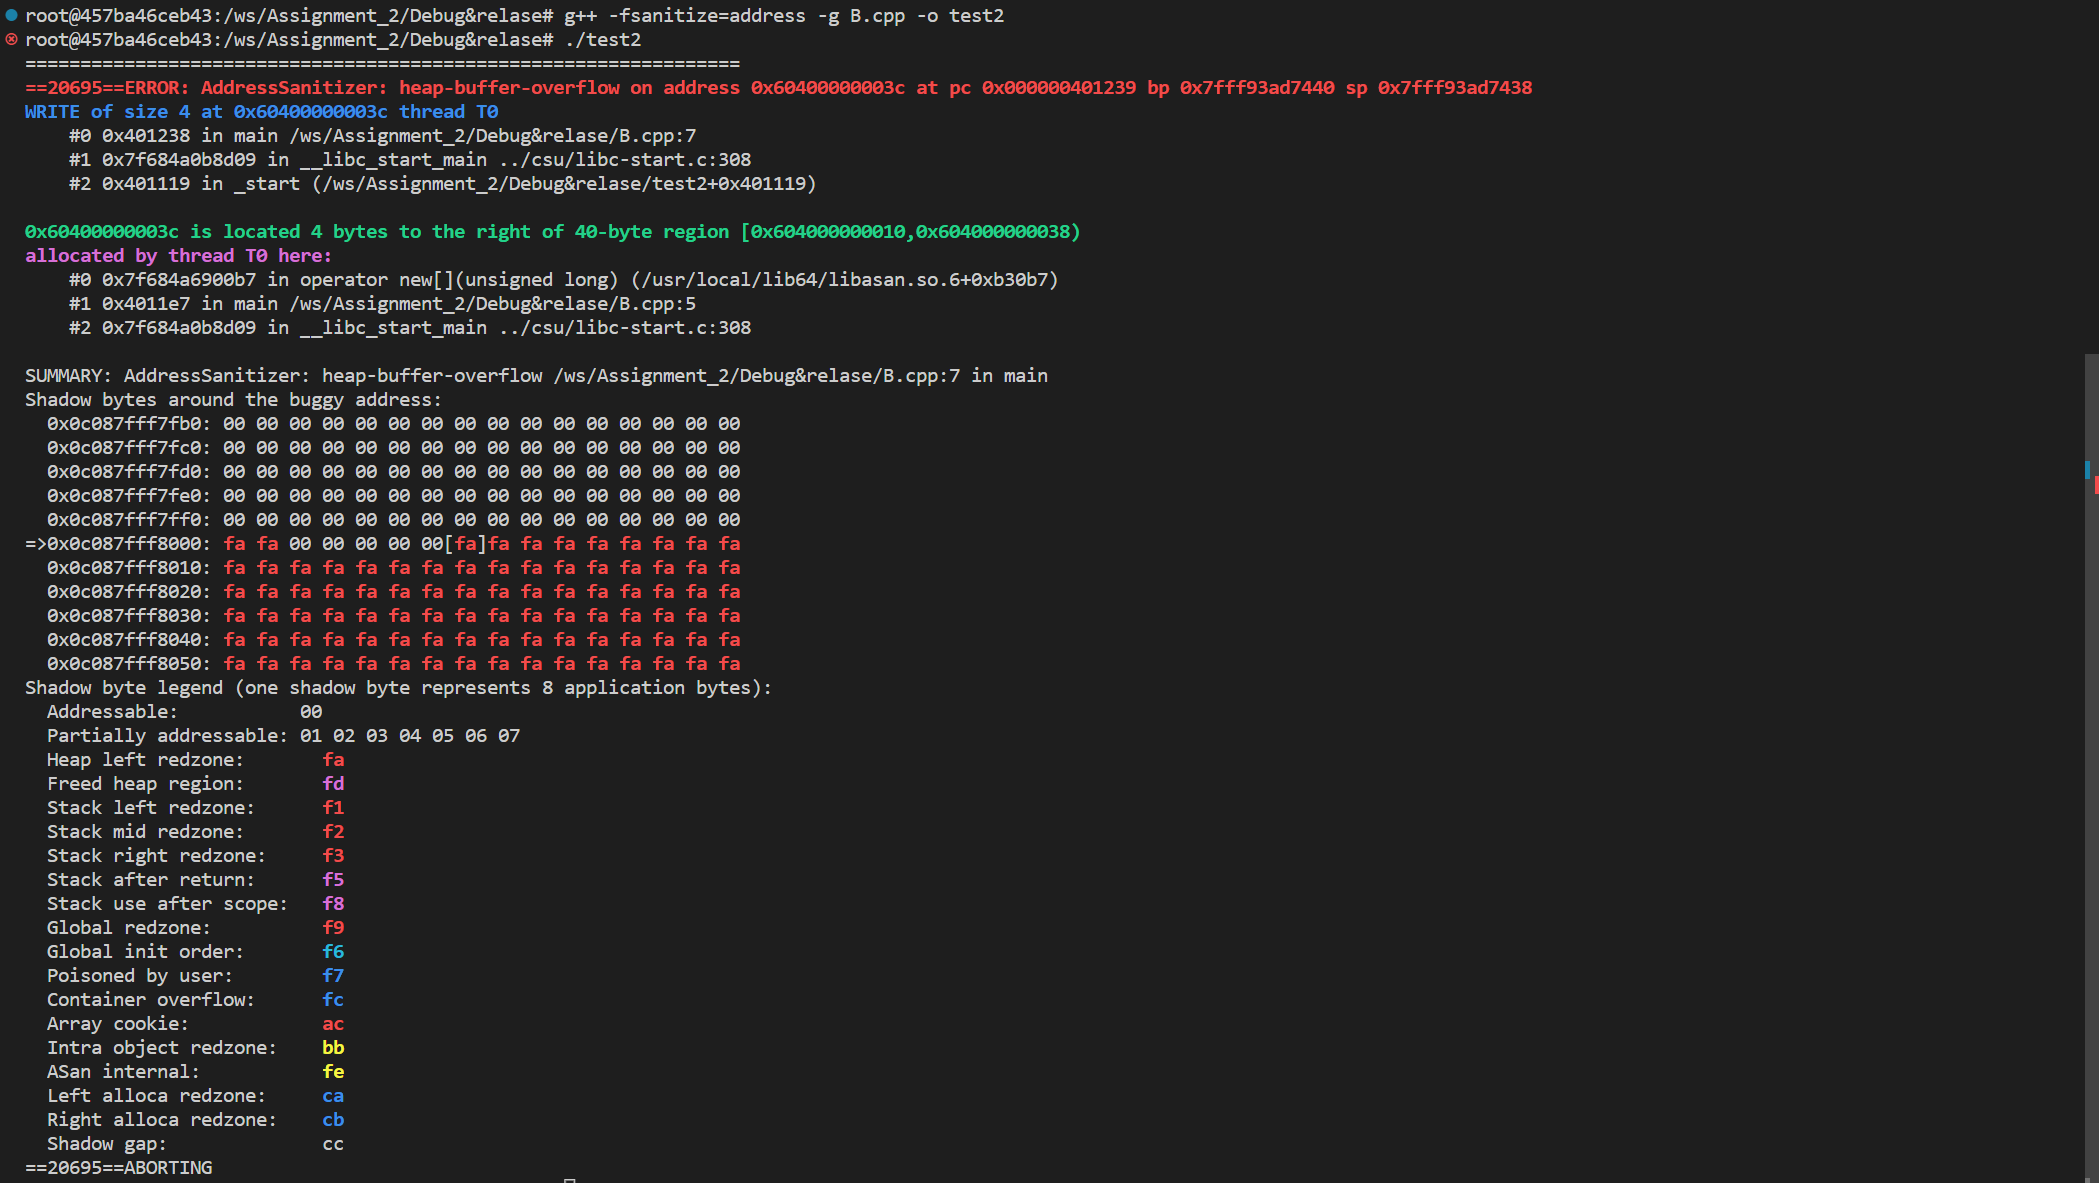 root@457ba46ceb43:/ws/Assignment_2/Debug&relase# g++ -fsanitize=address -g B.cpp -o test2
root@457ba46ceb43:/ws/Assignment_2/Debug&relase# ./test2
=================================================================
==20695==ERROR: AddressSanitizer: heap-buffer-overflow on address 0x60400000003c at pc 0x000000401239 bp 0x7fff93ad7440 sp 0x7fff93ad7438
WRITE of size 4 at 0x60400000003c thread T0
    #0 0x401238 in main /ws/Assignment_2/Debug&relase/B.cpp:7
    #1 0x7f684a0b8d09 in __libc_start_main ../csu/libc-start.c:308
    #2 0x401119 in _start (/ws/Assignment_2/Debug&relase/test2+0x401119)

0x60400000003c is located 4 bytes to the right of 40-byte region [0x604000000010,0x604000000038)
allocated by thread T0 here:
    #0 0x7f684a6900b7 in operator new[](unsigned long) (/usr/local/lib64/libasan.so.6+0xb30b7)
    #1 0x4011e7 in main /ws/Assignment_2/Debug&relase/B.cpp:5
    #2 0x7f684a0b8d09 in __libc_start_main ../csu/libc-start.c:308

SUMMARY: AddressSanitizer: heap-buffer-overflow /ws/Assignment_2/Debug&relase/B.cpp:7 in main
Shadow bytes around the buggy address:
  0x0c087fff7fb0: 00 00 00 00 00 00 00 00 00 00 00 00 00 00 00 00
  0x0c087fff7fc0: 00 00 00 00 00 00 00 00 00 00 00 00 00 00 00 00
  0x0c087fff7fd0: 00 00 00 00 00 00 00 00 00 00 00 00 00 00 00 00
  0x0c087fff7fe0: 00 00 00 00 00 00 00 00 00 00 00 00 00 00 00 00
  0x0c087fff7ff0: 00 00 00 00 00 00 00 00 00 00 00 00 00 00 00 00
=>0x0c087fff8000: fa fa 00 00 00 00 00[fa]fa fa fa fa fa fa fa fa
  0x0c087fff8010: fa fa fa fa fa fa fa fa fa fa fa fa fa fa fa fa
  0x0c087fff8020: fa fa fa fa fa fa fa fa fa fa fa fa fa fa fa fa
  0x0c087fff8030: fa fa fa fa fa fa fa fa fa fa fa fa fa fa fa fa
  0x0c087fff8040: fa fa fa fa fa fa fa fa fa fa fa fa fa fa fa fa
  0x0c087fff8050: fa fa fa fa fa fa fa fa fa fa fa fa fa fa fa fa
Shadow byte legend (one shadow byte represents 8 application bytes):
  Addressable:           00
  Partially addressable: 01 02 03 04 05 06 07
  Heap left redzone:       fa
  Freed heap region:       fd
  Stack left redzone:      f1
  Stack mid redzone:       f2
  Stack right redzone:     f3
  Stack after return:      f5
  Stack use after scope:   f8
  Global redzone:          f9
  Global init order:       f6
  Poisoned by user:        f7
  Container overflow:      fc
  Array cookie:            ac
  Intra object redzone:    bb
  ASan internal:           fe
  Left alloca redzone:     ca
  Right alloca redzone:    cb
  Shadow gap:              cc
==20695==ABORTING